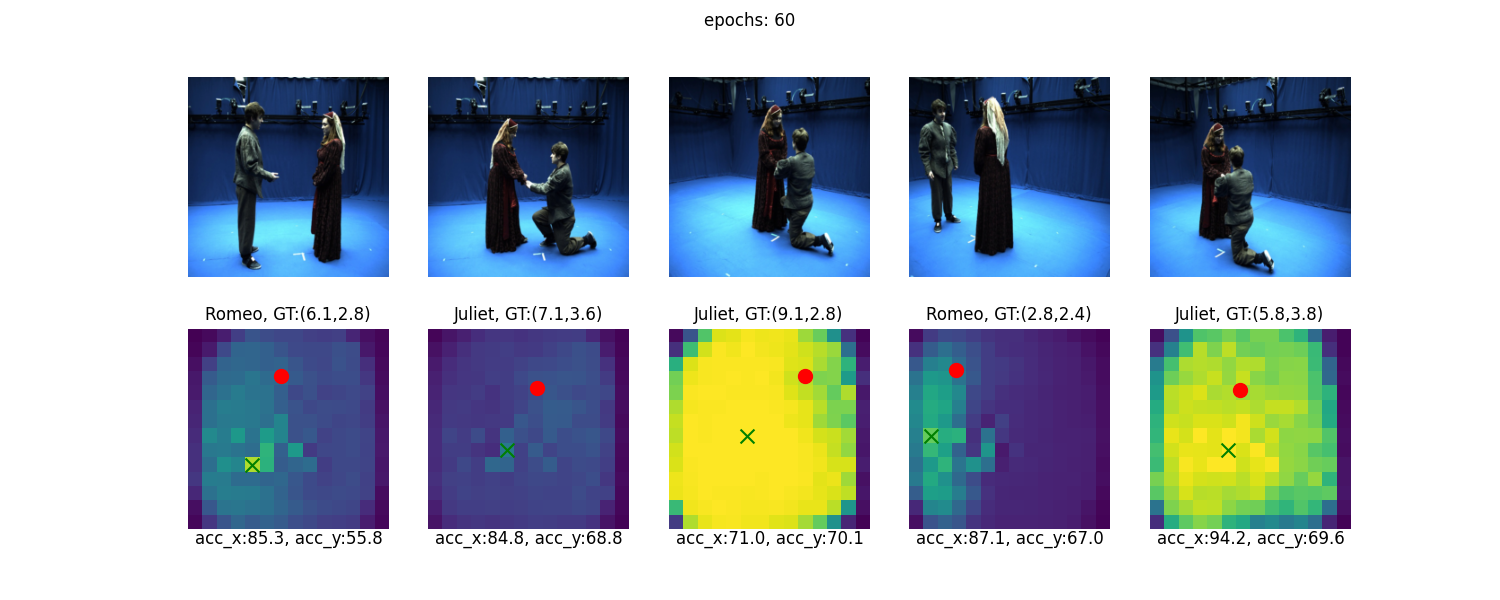 epochs: 60
Romeo, GT:(6.1,2.8)
Juliet, GT:(7.1,3.6)
Juliet, GT:(9.1,2.8)
Romeo, GT:(2.8,2.4)
Juliet, GT:(5.8,3.8)
acc_x:85.3, acc_y:55.8
acc_x:84.8, acc_y:68.8
acc_x:71.0, acc_y:70.1
acc_x:87.1, acc_y:67.0
acc_x:94.2, acc_y:69.6